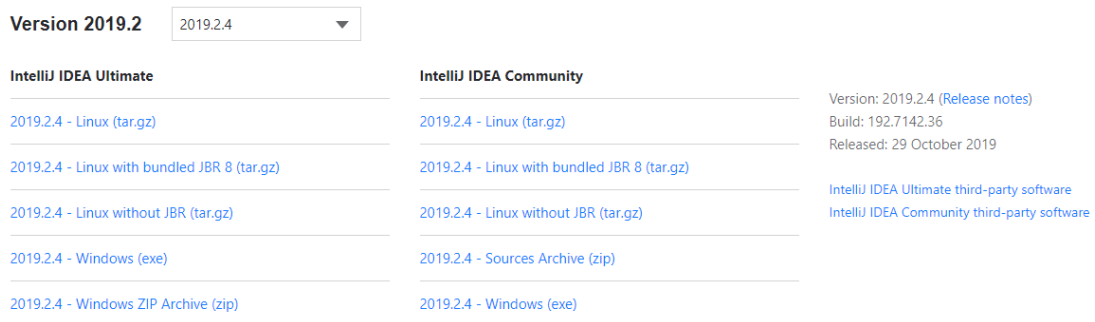 Version 2019.2
2019.2.4
IntelliJ IDEA Ultimate
2019.2.4 - Linux (tar.gz)
2019.2.4 - Linux with bundled JBR 8 (tar.gz)
2019.2.4 - Linux without JBR (tar.gz)
2019.2.4 - Windows (exe)
2019.2.4 - Windows ZIP Archive (zip)
IntelliJ IDEA Community
2019.2.4 - Linux (tar.gz)
2019.2.4 - Linux with bundled JBR 8 (tar.gz)
2019.2.4 - Linux without JBR (tar.gz)
2019.2.4 - Sources Archive (zip)
2019.2.4 - Windows (exe)
Version: 2019.2.4 (Release notes)
Build: 192.7142.36
Released: 29 October 2019
IntelliJ IDEA Ultimate third-party software
IntelliJ IDEA Community third-party software